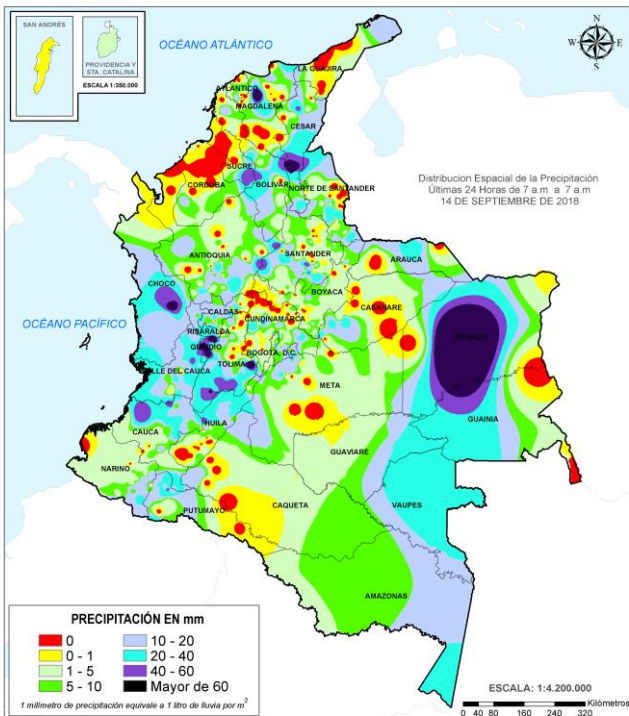 SAN ANDRÉS
PROVIDENCIA Y
STA. CATALINA
ESCALA 1:350.000
OCÉANO ATLÁNTICO
N
W E
S
LA GUAJIRA
ATLANTICO
MAGDALENA
CESAR
SUCRE
CORDOBA
BOLIVAR
NORTE DE SANTANDER
Distribucion Espacial de la Precipitación
Últimas 24 Horas de 7 a.m a 7 a.m
14 DE SEPTIEMBRE DE 2018
ANTIOQUIA
SANTANDER
ARAUCA
CHOCO
BOYACA
CASANARE
CALDAS
CUNDINAMARCA
OCÉANO PACÍFICO
RISARALDA
VICHADA
QUINDIO
BOGOTA, D.C.
TOLIMA
VALLE DEL CAUCA
META
GUAINIA
CAUCA
HUILA
GUAVIARE
NARIÑO
VAUPES
CAQUETA
PUTUMAYO
AMAZONAS
PRECIPITACIÓN EN mm
0 10 - 20
0 - 1 20 - 40
1 - 5 40 - 60
5 - 10 Mayor de 60
1 milimetro de precipitación equivale a 1 litro de lluvia por m2
ESCALA: 1:4.200.000
Kilómetros
0 40 80 160 240 320